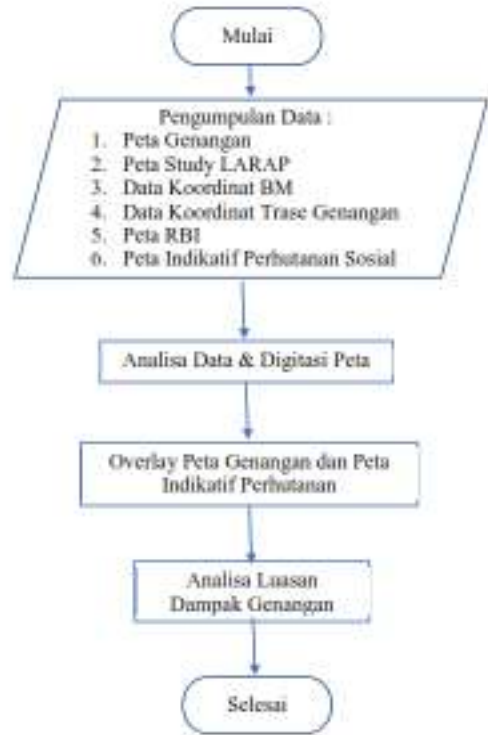 Mulai
Pengumpulan Data :
1. Peta Genangan
2. Peta Study LARAP
3. Data Koordinat BM
4. Data Koordinat Trase Genangan
5. Peta RBI
6. Peta Indikatif Perhutanan Sosial
Analisa Data & Digitasi Peta
Overlay Peta Genangan dan Peta
Indikatif Perhutanan
Analisa Luasan
Dampak Genangan
Selesai